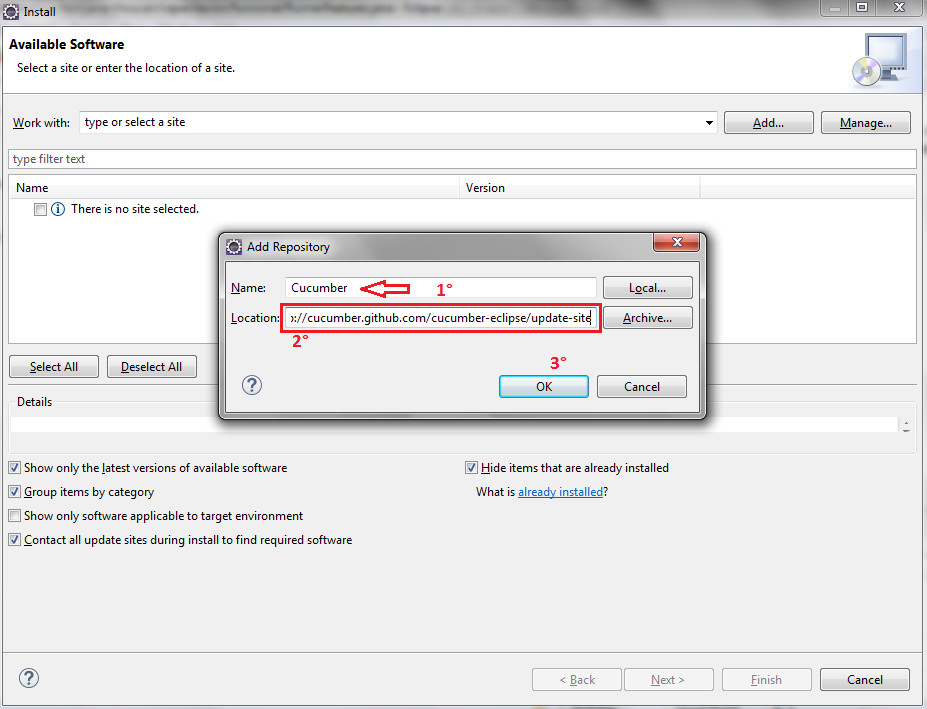 Install
Available Software
Select a site or enter the location of a site.
Work with: type or select a site Add... Manage...
type filter text
Name Version
There is no site selected.
Add Repository
Name: Cucumber 1° Local...
Location: ://cucumber.github.com/cucumber-eclipse/update-site Archive...
2°
3°
OK Cancel
Select All Deselect All
Details
Show only the latest versions of available software Hide items that are already installed
Group items by category What is already installed?
Show only software applicable to target environment
Contact all update sites during install to find required software
< Back Next > Finish Cancel